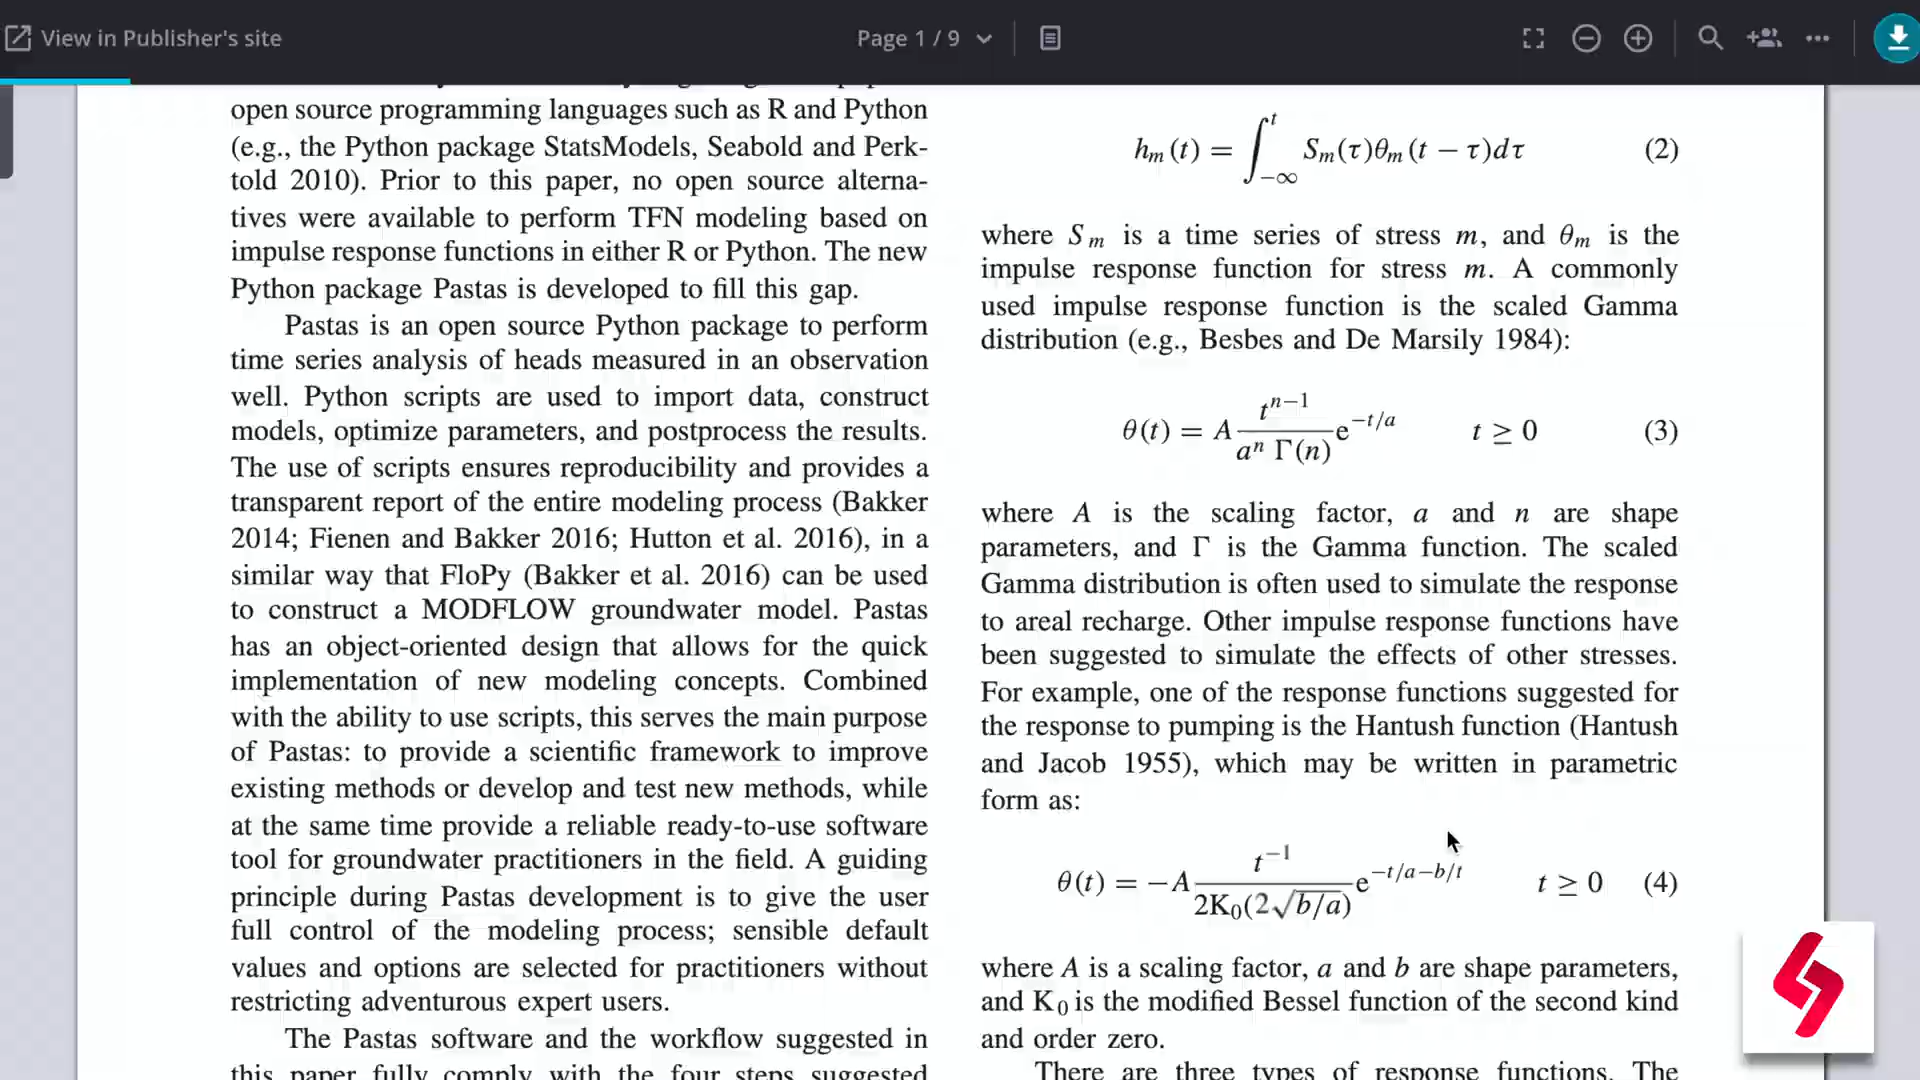 View in Publisher's site
Page 1 / 9
open source programming languages such as R and Python
(e.g., the Python package StatsModels, Seabold and Perk-
told 2010). Prior to this paper, no open source alterna-
tives were available to perform TFN modeling based on
impulse response functions in either R or Python. The new
Python package Pastas is developed to fill this gap.
Pastas is an open source Python package to perform
time series analysis of heads measured in an observation
well. Python scripts are used to import data, construct
models, optimize parameters, and postprocess the results.
The use of scripts ensures reproducibility and provides a
transparent report of the entire modeling process (Bakker
2014; Fienen and Bakker 2016; Hutton et al. 2016), in a
similar way that FloPy (Bakker et al. 2016) can be used
to construct a MODFLOW groundwater model. Pastas
has an object-oriented design that allows for the quick
implementation of new modeling concepts. Combined
with the ability to use scripts, this serves the main purpose
of Pastas: to provide a scientific framework to improve
existing methods or develop and test new methods, while
at the same time provide a reliable ready-to-use software
tool for groundwater practitioners in the field. A guiding
principle during Pastas development is to give the user
full control of the modeling process; sensible default
values and options are selected for practitioners without
restricting adventurous expert users.
The Pastas software and the workflow suggested in
this paper fully comply with the four steps suggested
hₘ(t) = ∫_{−∞}^{t} Sₘ(τ)θₘ(t − τ)dτ (2)
where Sₘ is a time series of stress m, and θₘ is the
impulse response function for stress m. A commonly
used impulse response function is the scaled Gamma
distribution (e.g., Besbes and De Marsily 1984):
θ(t) = A t^{n−1} / (aⁿ Γ(n)) e^{−t/a} t ≥ 0 (3)
where A is the scaling factor, a and n are shape
parameters, and Γ is the Gamma function. The scaled
Gamma distribution is often used to simulate the response
to areal recharge. Other impulse response functions have
been suggested to simulate the effects of other stresses.
For example, one of the response functions suggested for
the response to pumping is the Hantush function (Hantush
and Jacob 1955), which may be written in parametric
form as:
θ(t) = −A t^{−1} / (2K₀(2√(b/a))) e^{−t/a−b/t} t ≥ 0 (4)
where A is a scaling factor, a and b are shape parameters,
and K₀ is the modified Bessel function of the second kind
and order zero.
There are three types of response functions. The